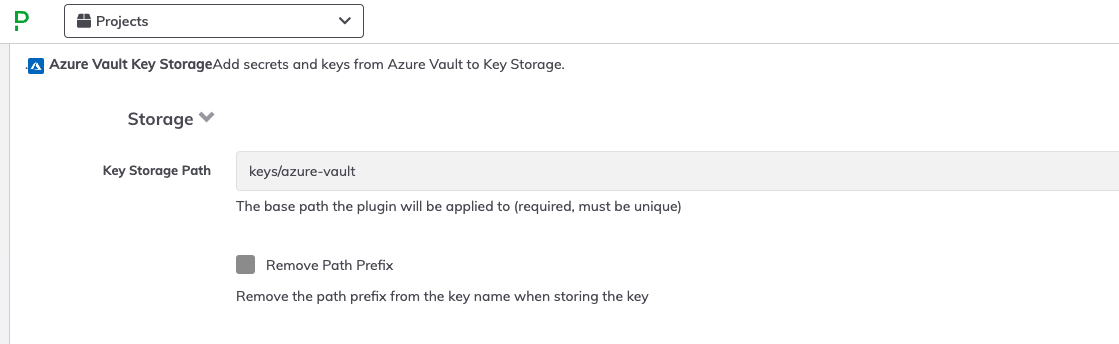 Projects
Azure Vault Key StorageAdd secrets and keys from Azure Vault to Key Storage.
Storage
Key Storage Path
keys/azure-vault
The base path the plugin will be applied to (required, must be unique)
Remove Path Prefix
Remove the path prefix from the key name when storing the key